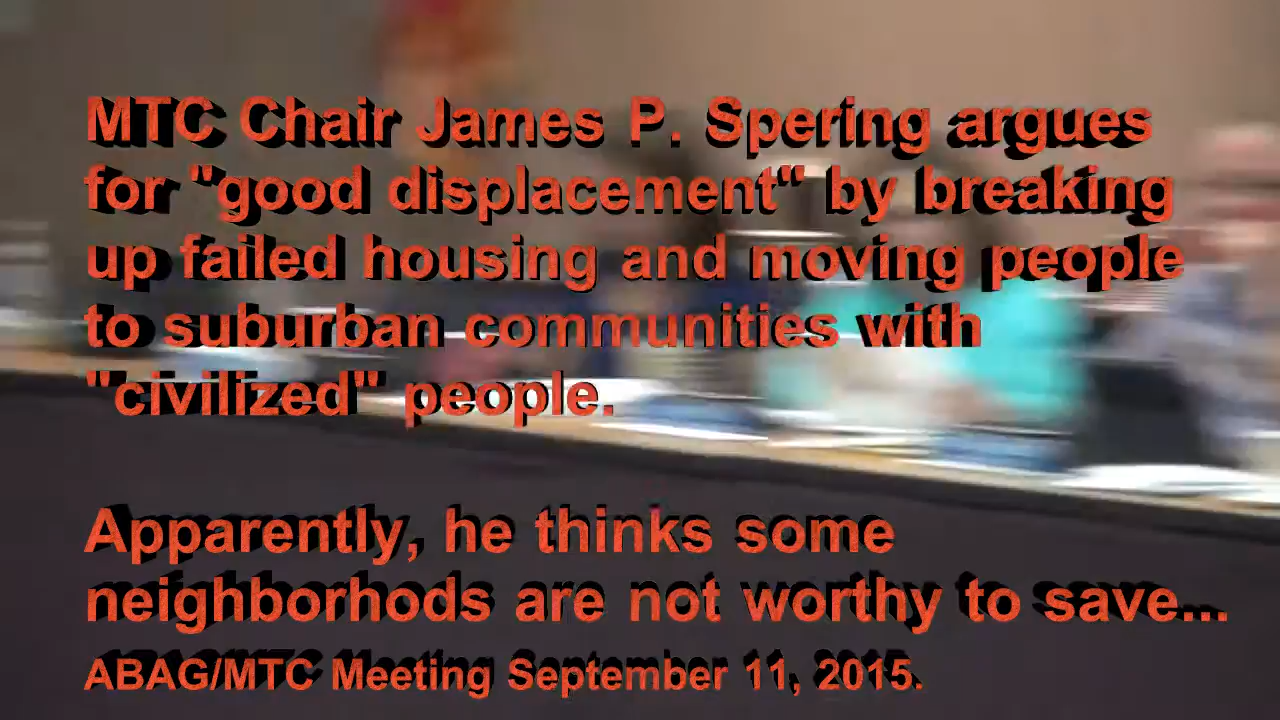 MTC Chair James P. Spering argues
for "good displacement" by breaking
up failed housing and moving people
to suburban communities with
"civilized" people.
Apparently, he thinks some
neighborhods are not worthy to save...
ABAG/MTC Meeting September 11, 2015.